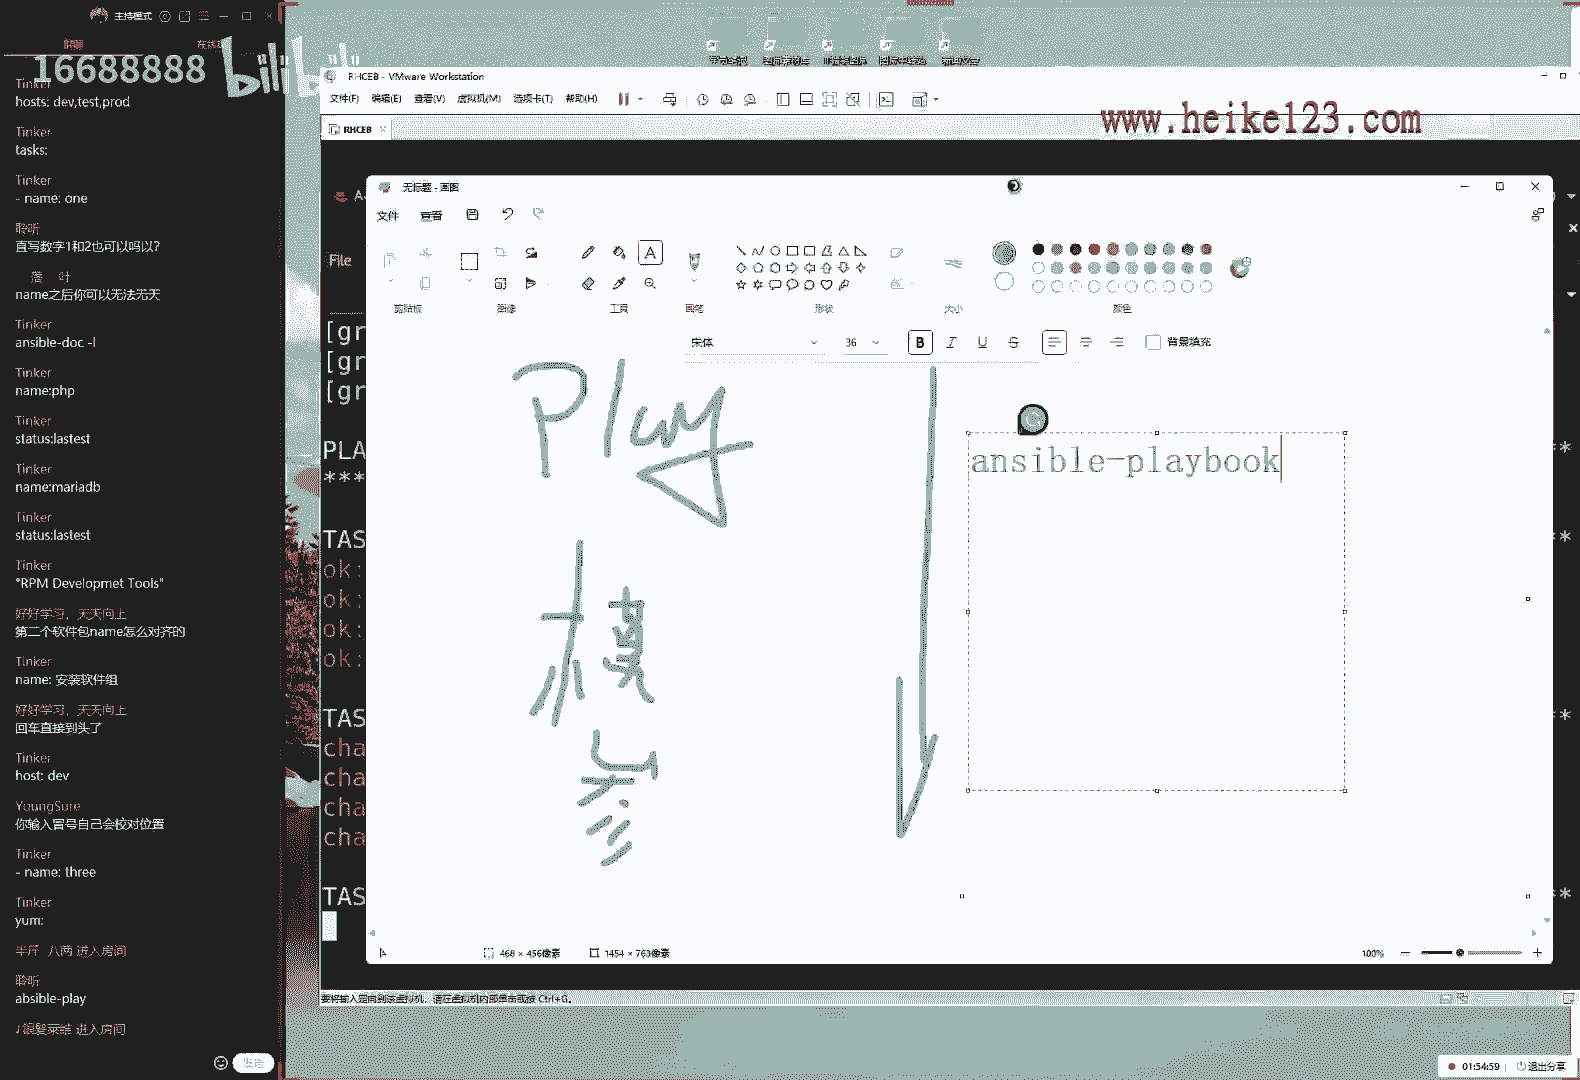 主持模式
16688888
bilibili
Tinker
hosts: dev,test,prod
Tinker
tasks:
Tinker
- name: one
聆听
直写数字1和2也可以吗以?
落 叶
name之后你可以无法无天
Tinker
ansible-doc -l
Tinker
name:php
Tinker
status:lastest
Tinker
name:mariadb
Tinker
status:lastest
Tinker
"RPM Developmet Tools"
好好学习，天天向上
第二个软件包name怎么对齐的
Tinker
name: 安装软件组
好好学习，天天向上
回车直接到头了
Tinker
host: dev
YoungSure
你输入冒号自己会校对位置
Tinker
- name: three
Tinker
yum:
半斤 八两 进入房间
聆听
absible-play
进入房间
发送
RHCEB - VMware Workstation
文件(F) 编辑(E) 查看(V) 虚拟机(M) 选项卡(T) 帮助(H)
RHCEB
www.heike123.com
无标题 - 画图
文件 查看
File
剪贴板 图像 工具 画笔 形状 大小 颜色
宋体 36 B I U S 背景填充
[gr
[gr
[gr
PLA
***
TAS
ok:
ok:
ok:
ok:
TAS
cha
cha
cha
cha
TAS
Play
模
参
ansible-playbook
468 × 456像素 1454 × 763像素 100%
要将输入定向到该虚拟机，请在虚拟机内部单击或按 Ctrl+G。
01:54:59 退出分享